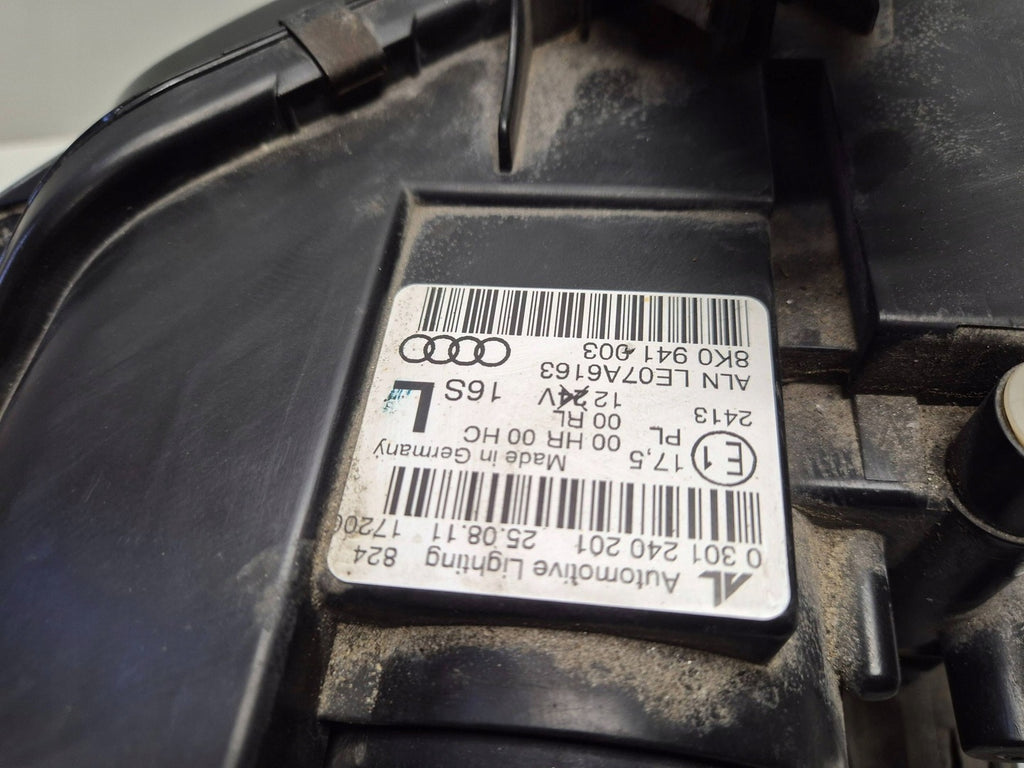 AL Automotive Lighting 824
0 301 240 201 25.08.11
Made in Germany
E1 17,5 00 HR 00 HC
PL 00 RL
2413 12 24V 16S L
ALN LE07A6163
8K0 941 003